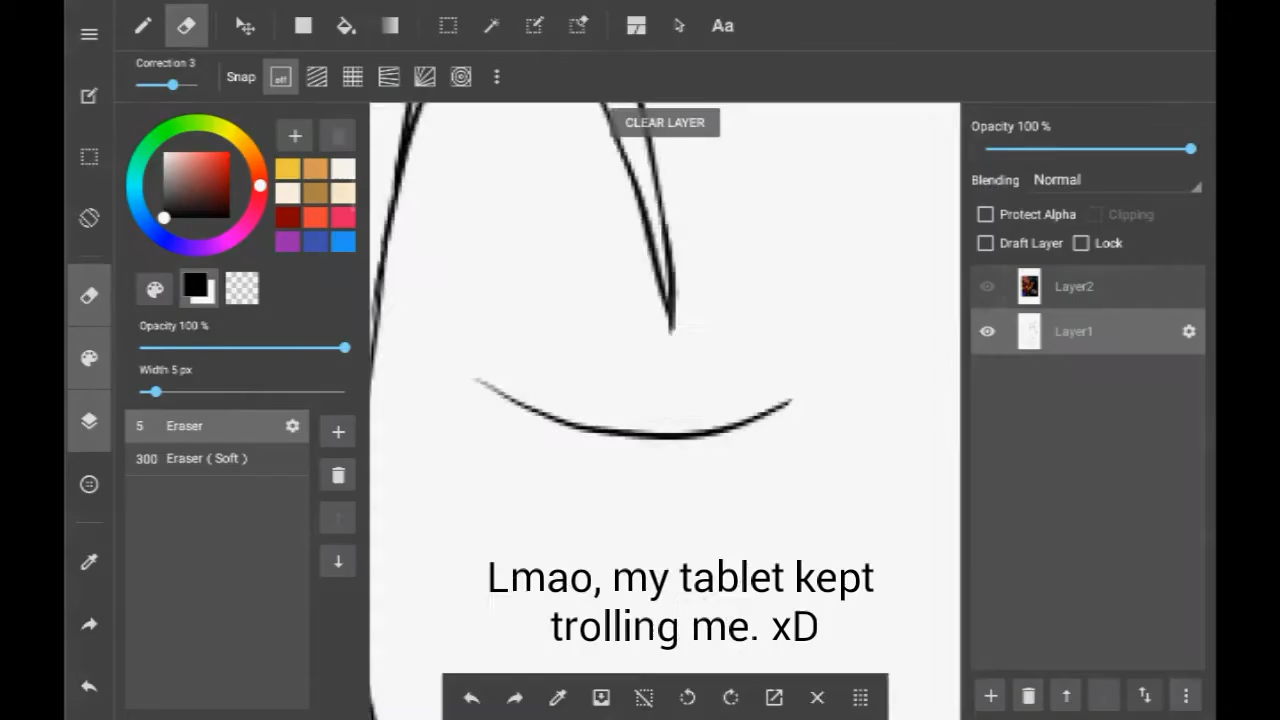 Aa
Correction 3
Snap
off
CLEAR LAYER
Opacity 100 %
Blending Normal
Protect Alpha Clipping
Draft Layer Lock
Layer2
Layer1
Opacity 100 %
Width 5 px
5 Eraser
300 Eraser ( Soft )
Lmao, my tablet kept
trolling me. xD